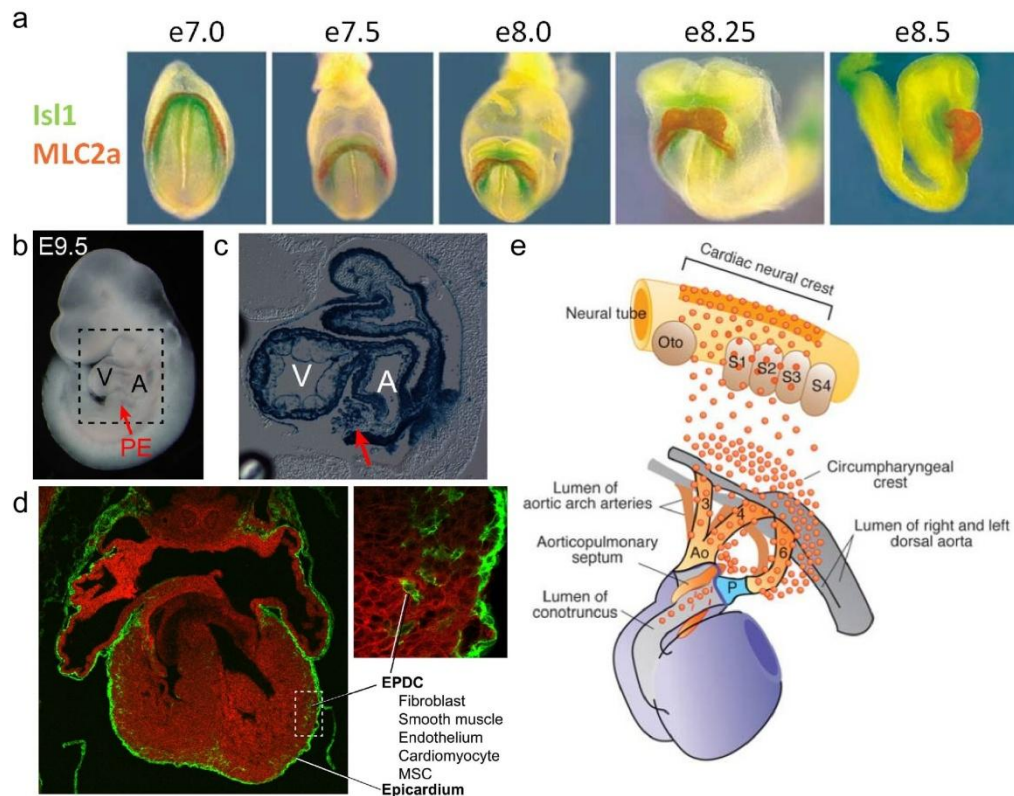 a
e7.0
e7.5
e8.0
e8.25
e8.5
Isl1
MLC2a
b
E9.5
V
A
PE
c
V
A
d
EPDC
Fibroblast
Smooth muscle
Endothelium
Cardiomyocyte
MSC
Epicardium
e
Cardiac neural crest
Neural tube
Oto
S1
S2
S3
S4
Circumpharyngeal
crest
Lumen of
aortic arch arteries
3
4
6
Lumen of right and left
dorsal aorta
Aorticopulmonary
septum
Ao
P
Lumen of
conotruncus